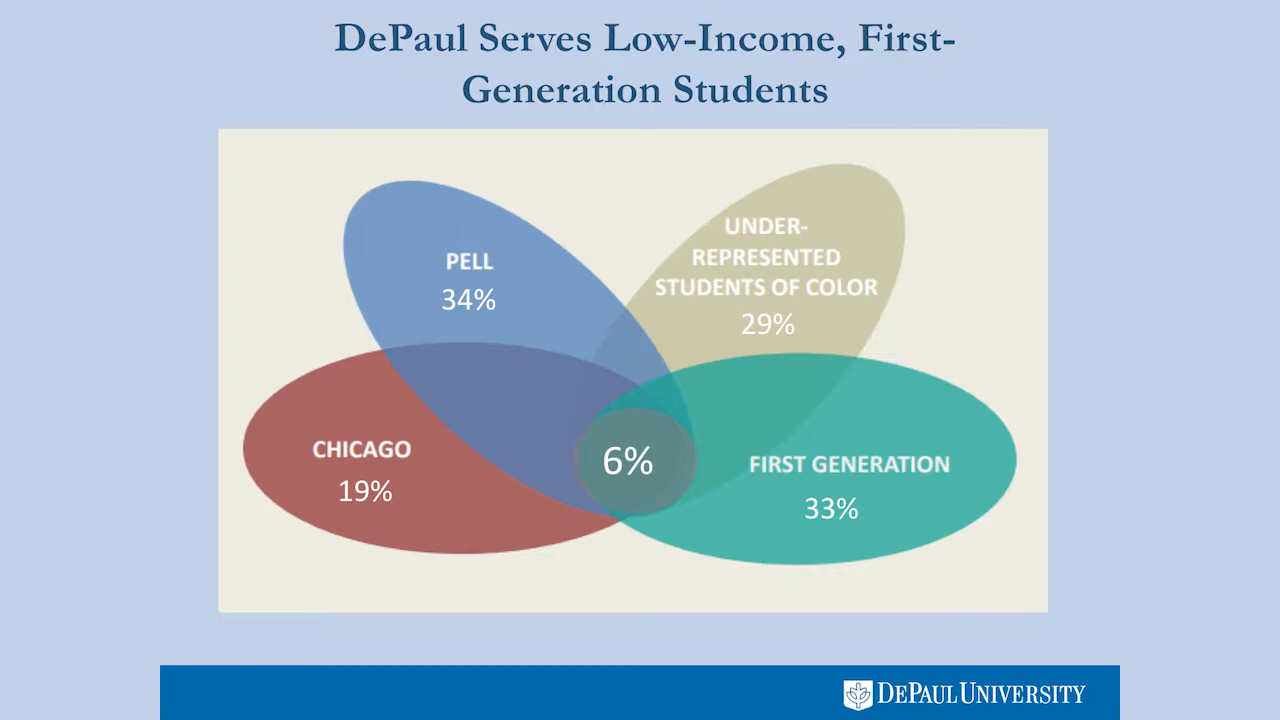 DePaul Serves Low-Income, First-
Generation Students
PELL
34%
UNDER-
REPRESENTED
STUDENTS OF COLOR
29%
CHICAGO
19%
6%
FIRST GENERATION
33%
DEPAUL UNIVERSITY